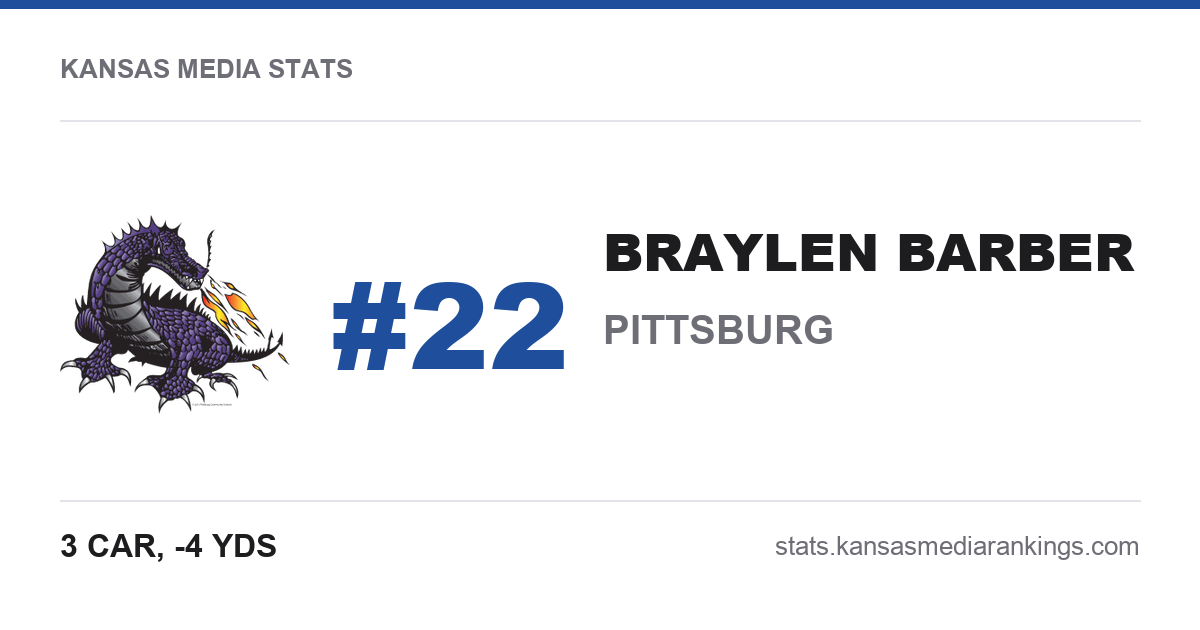 KANSAS MEDIA STATS
#22
BRAYLEN BARBER
PITTSBURG
3 CAR, -4 YDS
stats.kansasmediarankings.com